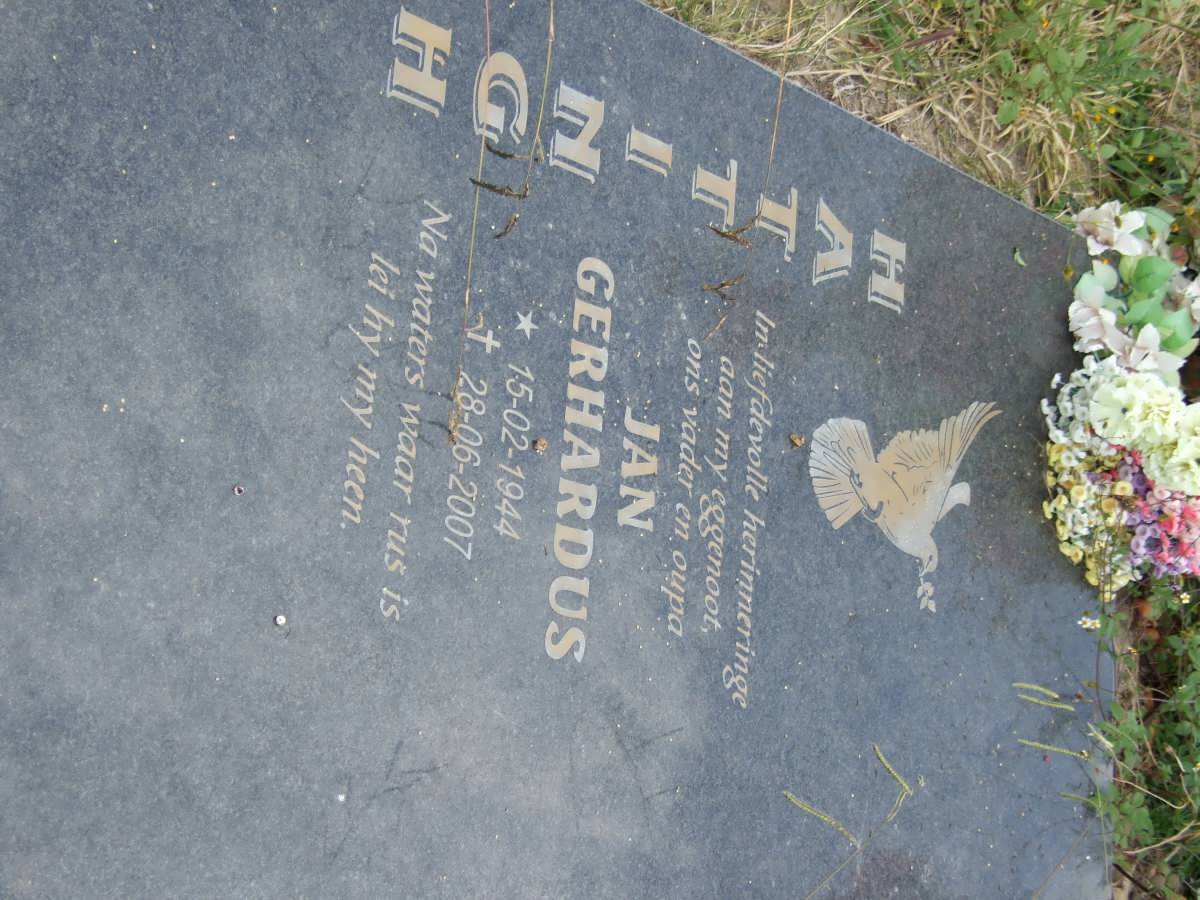 HATTINGH
In liefdevolle herinneringe
aan my eggenoot,
ons vader en oupa
JAN
GERHARDUS
★ 15-02-1944
✝ 28-06-2007
Na waters waar rus is
lei hy my heen.